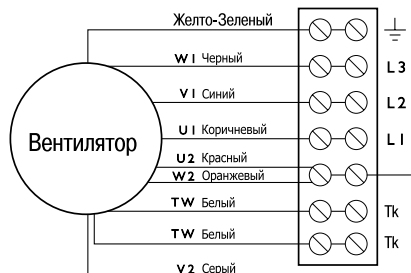 Желто-Зеленый
W1 Черный L3
V1 Синий L2
U1 Коричневый L1
Вентилятор
U2 Красный
W2 Оранжевый
TW Белый Tk
TW Белый Tk
V2 Серый